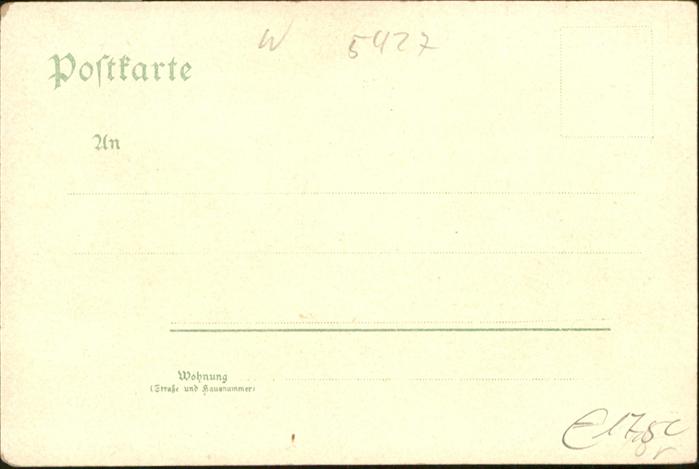 W 5427
Postkarte
An
Wohnung
(Straße und Hausnummer)